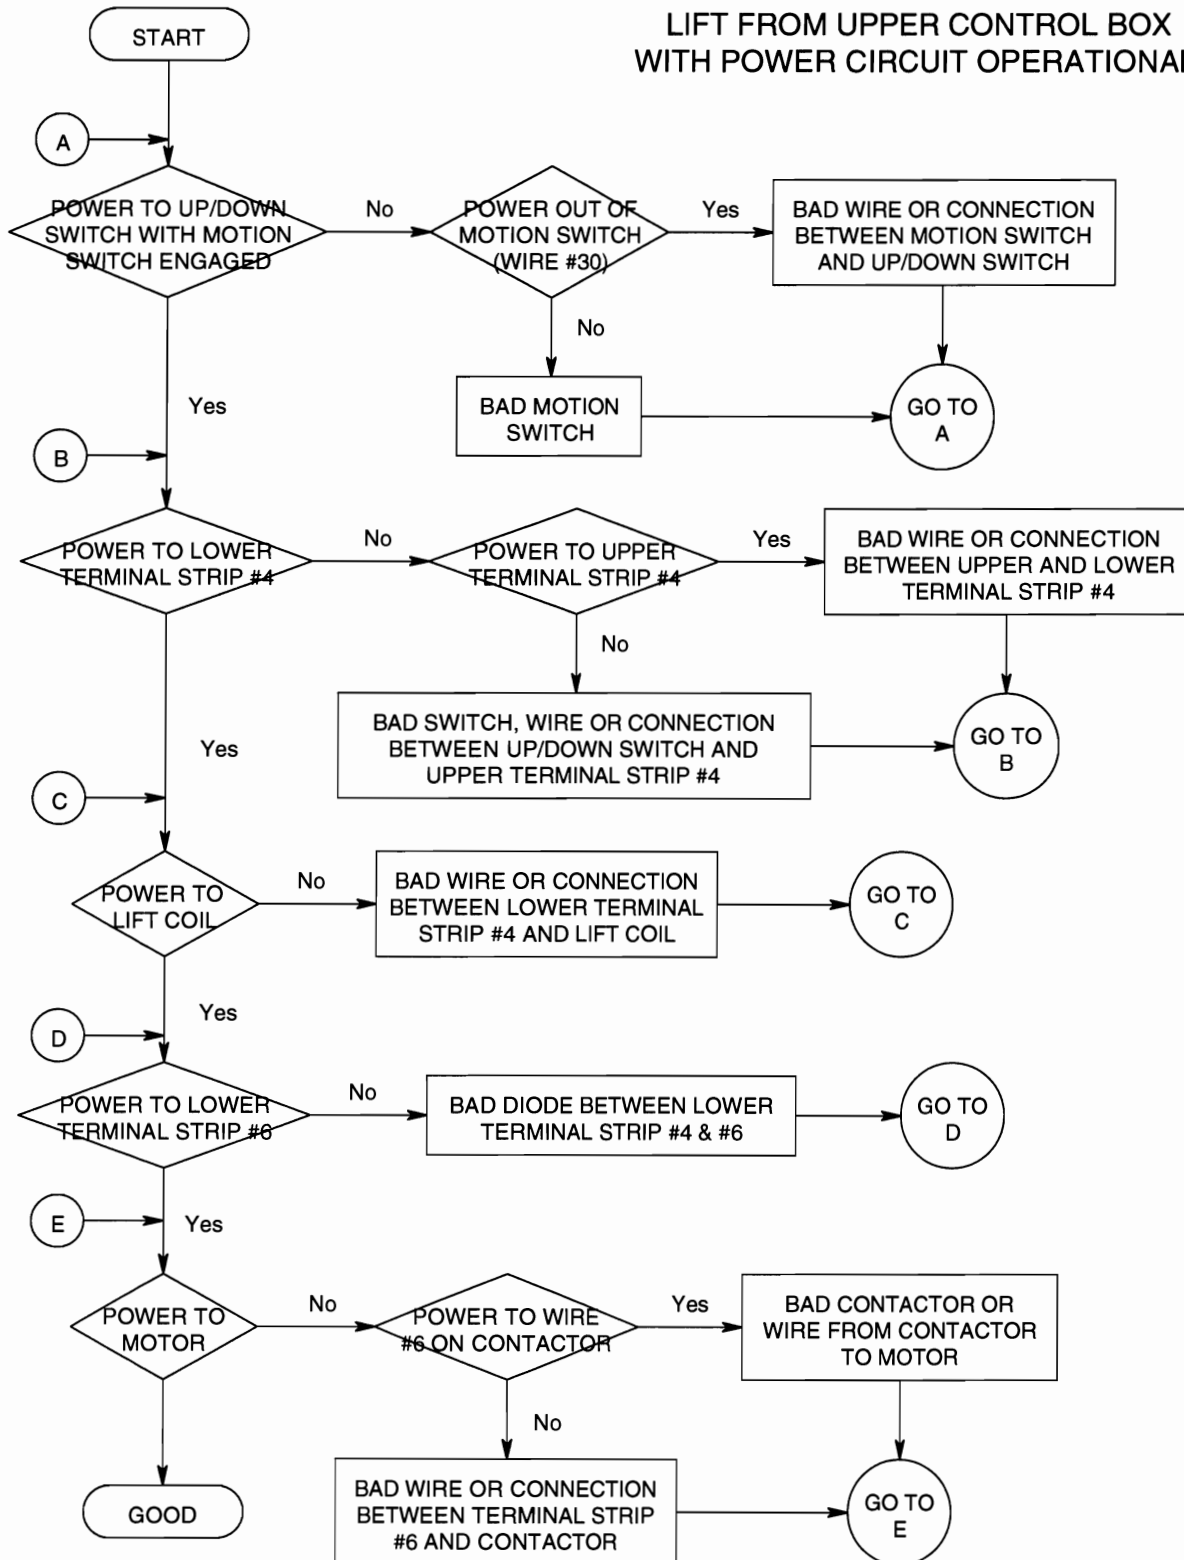 LIFT FROM UPPER CONTROL BOX
WITH POWER CIRCUIT OPERATIONAL
START
A
POWER TO UP/DOWN
SWITCH WITH MOTION
SWITCH ENGAGED
No
POWER OUT OF
MOTION SWITCH
(WIRE #30)
Yes
BAD WIRE OR CONNECTION
BETWEEN MOTION SWITCH
AND UP/DOWN SWITCH
No
BAD MOTION
SWITCH
GO TO
A
Yes
B
POWER TO LOWER
TERMINAL STRIP #4
No
POWER TO UPPER
TERMINAL STRIP #4
Yes
BAD WIRE OR CONNECTION
BETWEEN UPPER AND LOWER
TERMINAL STRIP #4
No
BAD SWITCH, WIRE OR CONNECTION
BETWEEN UP/DOWN SWITCH AND
UPPER TERMINAL STRIP #4
GO TO
B
Yes
C
POWER TO
LIFT COIL
No
BAD WIRE OR CONNECTION
BETWEEN LOWER TERMINAL
STRIP #4 AND LIFT COIL
GO TO
C
Yes
D
POWER TO LOWER
TERMINAL STRIP #6
No
BAD DIODE BETWEEN LOWER
TERMINAL STRIP #4 & #6
GO TO
D
E
Yes
POWER TO
MOTOR
No
POWER TO WIRE
#6 ON CONTACTOR
Yes
BAD CONTACTOR OR
WIRE FROM CONTACTOR
TO MOTOR
No
GOOD
BAD WIRE OR CONNECTION
BETWEEN TERMINAL STRIP
#6 AND CONTACTOR
GO TO
E